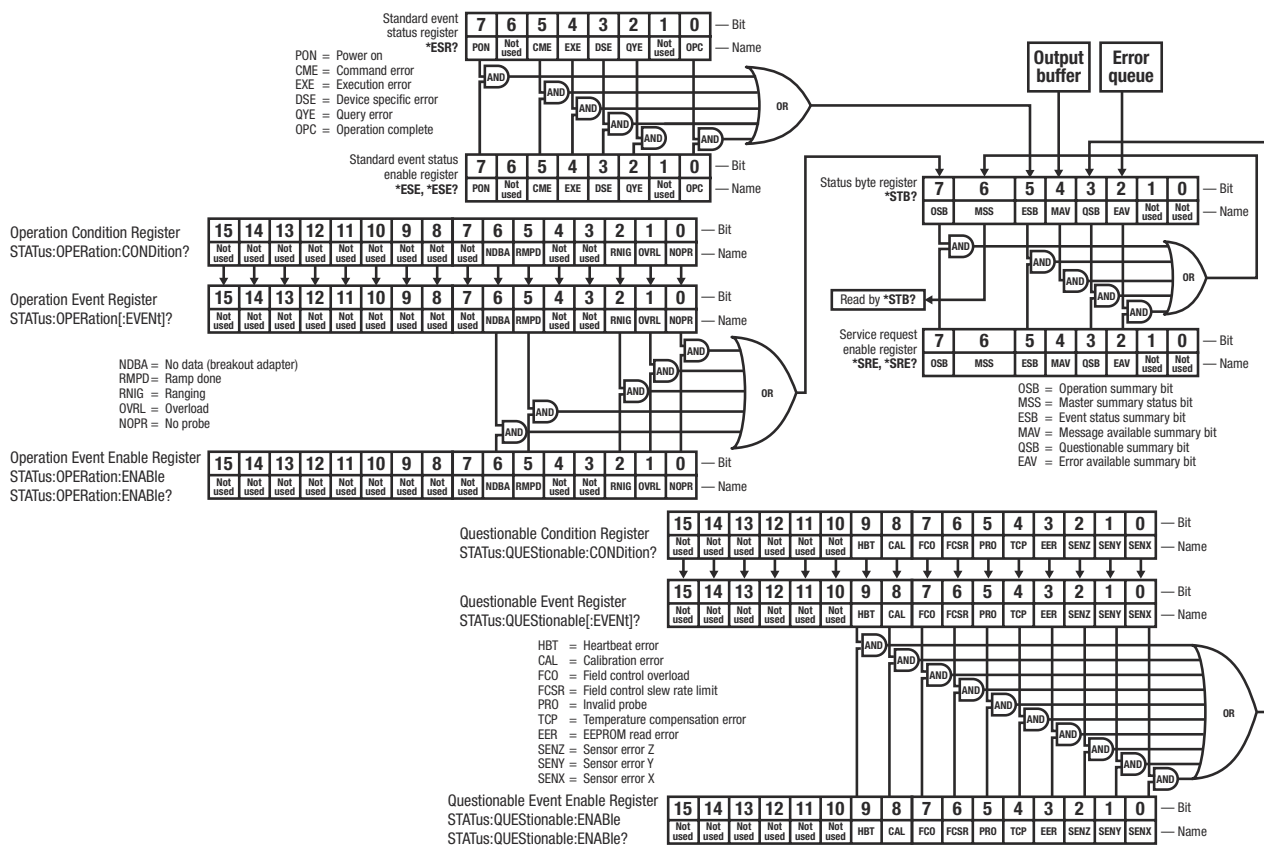 Standard event
status register
*ESR?
7 6 5 4 3 2 1 0 — Bit
PON Not used CME EXE DSE QYE Not used OPC — Name
PON = Power on
CME = Command error
EXE = Execution error
DSE = Device specific error
QYE = Query error
OPC = Operation complete
AND
AND
AND
AND
AND
AND
OR
Standard event status
enable register
*ESE, *ESE?
7 6 5 4 3 2 1 0 — Bit
PON Not used CME EXE DSE QYE Not used OPC — Name
Output
buffer
Error
queue
Status byte register
*STB?
7 6 5 4 3 2 1 0 — Bit
OSB MSS ESB MAV QSB EAV Not used Not used — Name
AND
AND
AND
AND
AND
OR
Read by *STB?
Service request
enable register
*SRE, *SRE?
7 6 5 4 3 2 1 0 — Bit
OSB MSS ESB MAV QSB EAV Not used Not used — Name
OSB = Operation summary bit
MSS = Master summary status bit
ESB = Event status summary bit
MAV = Message available summary bit
QSB = Questionable summary bit
EAV = Error available summary bit
Operation Condition Register
STATus:OPERation:CONDition?
15 14 13 12 11 10 9 8 7 6 5 4 3 2 1 0 — Bit
Not used Not used Not used Not used Not used Not used Not used Not used Not used NDBA RMPD Not used Not used RNIG OVRL NOPR — Name
Operation Event Register
STATus:OPERation[:EVENt]?
15 14 13 12 11 10 9 8 7 6 5 4 3 2 1 0 — Bit
Not used Not used Not used Not used Not used Not used Not used Not used Not used NDBA RMPD Not used Not used RNIG OVRL NOPR — Name
NDBA = No data (breakout adapter)
RMPD = Ramp done
RNIG = Ranging
OVRL = Overload
NOPR = No probe
AND
AND
AND
AND
AND
OR
Operation Event Enable Register
STATus:OPERation:ENABle
STATus:OPERation:ENABle?
15 14 13 12 11 10 9 8 7 6 5 4 3 2 1 0 — Bit
Not used Not used Not used Not used Not used Not used Not used Not used Not used NDBA RMPD Not used Not used RNIG OVRL NOPR — Name
Questionable Condition Register
STATus:QUEStionable:CONDition?
15 14 13 12 11 10 9 8 7 6 5 4 3 2 1 0 — Bit
Not used Not used Not used Not used Not used Not used HBT CAL FCO FCSR PRO TCP EER SENZ SENY SENX — Name
Questionable Event Register
STATus:QUEStionable[:EVENt]?
15 14 13 12 11 10 9 8 7 6 5 4 3 2 1 0 — Bit
Not used Not used Not used Not used Not used Not used HBT CAL FCO FCSR PRO TCP EER SENZ SENY SENX — Name
HBT = Heartbeat error
CAL = Calibration error
FCO = Field control overload
FCSR = Field control slew rate limit
PRO = Invalid probe
TCP = Temperature compensation error
EER = EEPROM read error
SENZ = Sensor error Z
SENY = Sensor error Y
SENX = Sensor error X
AND
AND
AND
AND
AND
AND
AND
AND
AND
AND
OR
Questionable Event Enable Register
STATus:QUEStionable:ENABle
STATus:QUEStionable:ENABle?
15 14 13 12 11 10 9 8 7 6 5 4 3 2 1 0 — Bit
Not used Not used Not used Not used Not used Not used HBT CAL FCO FCSR PRO TCP EER SENZ SENY SENX — Name